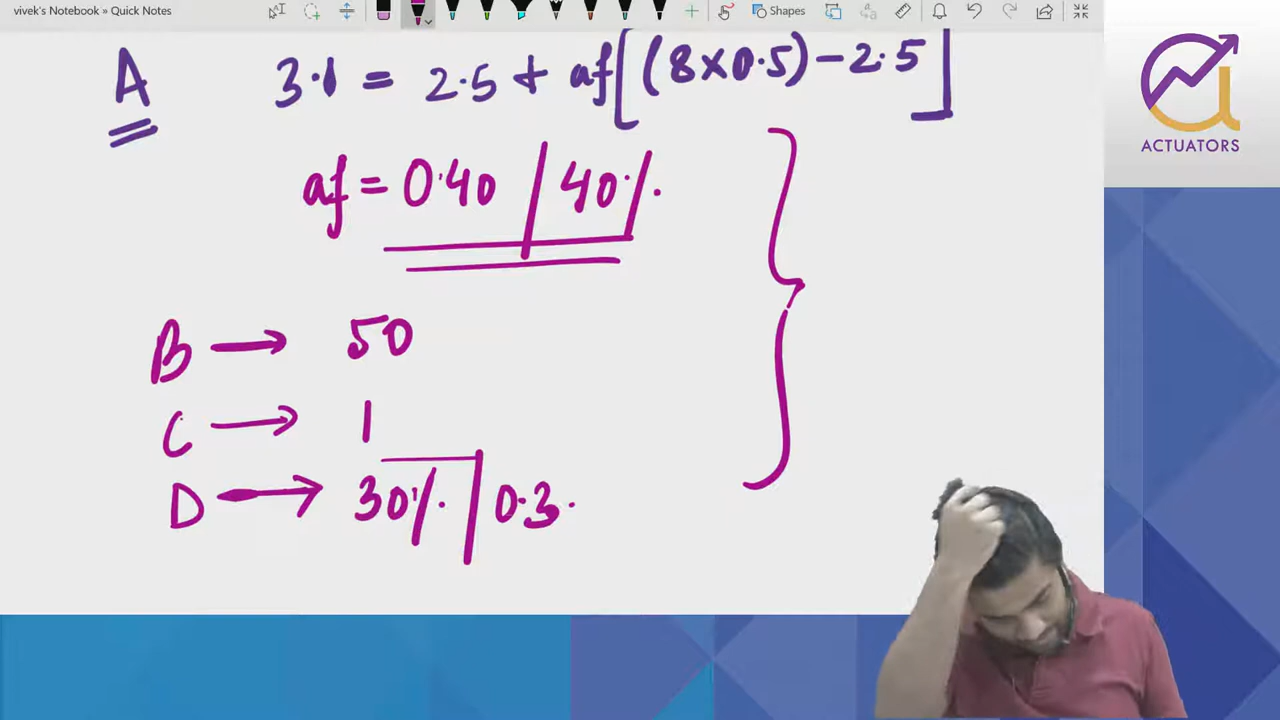 vivek's Notebook » Quick Notes
Shapes
A 3.1 = 2.5 + af[(8×0.5)-2.5]
af = 0.40 / 40%
B → 50
C → 1
D → 30% | 0.3.
ACTUATORS